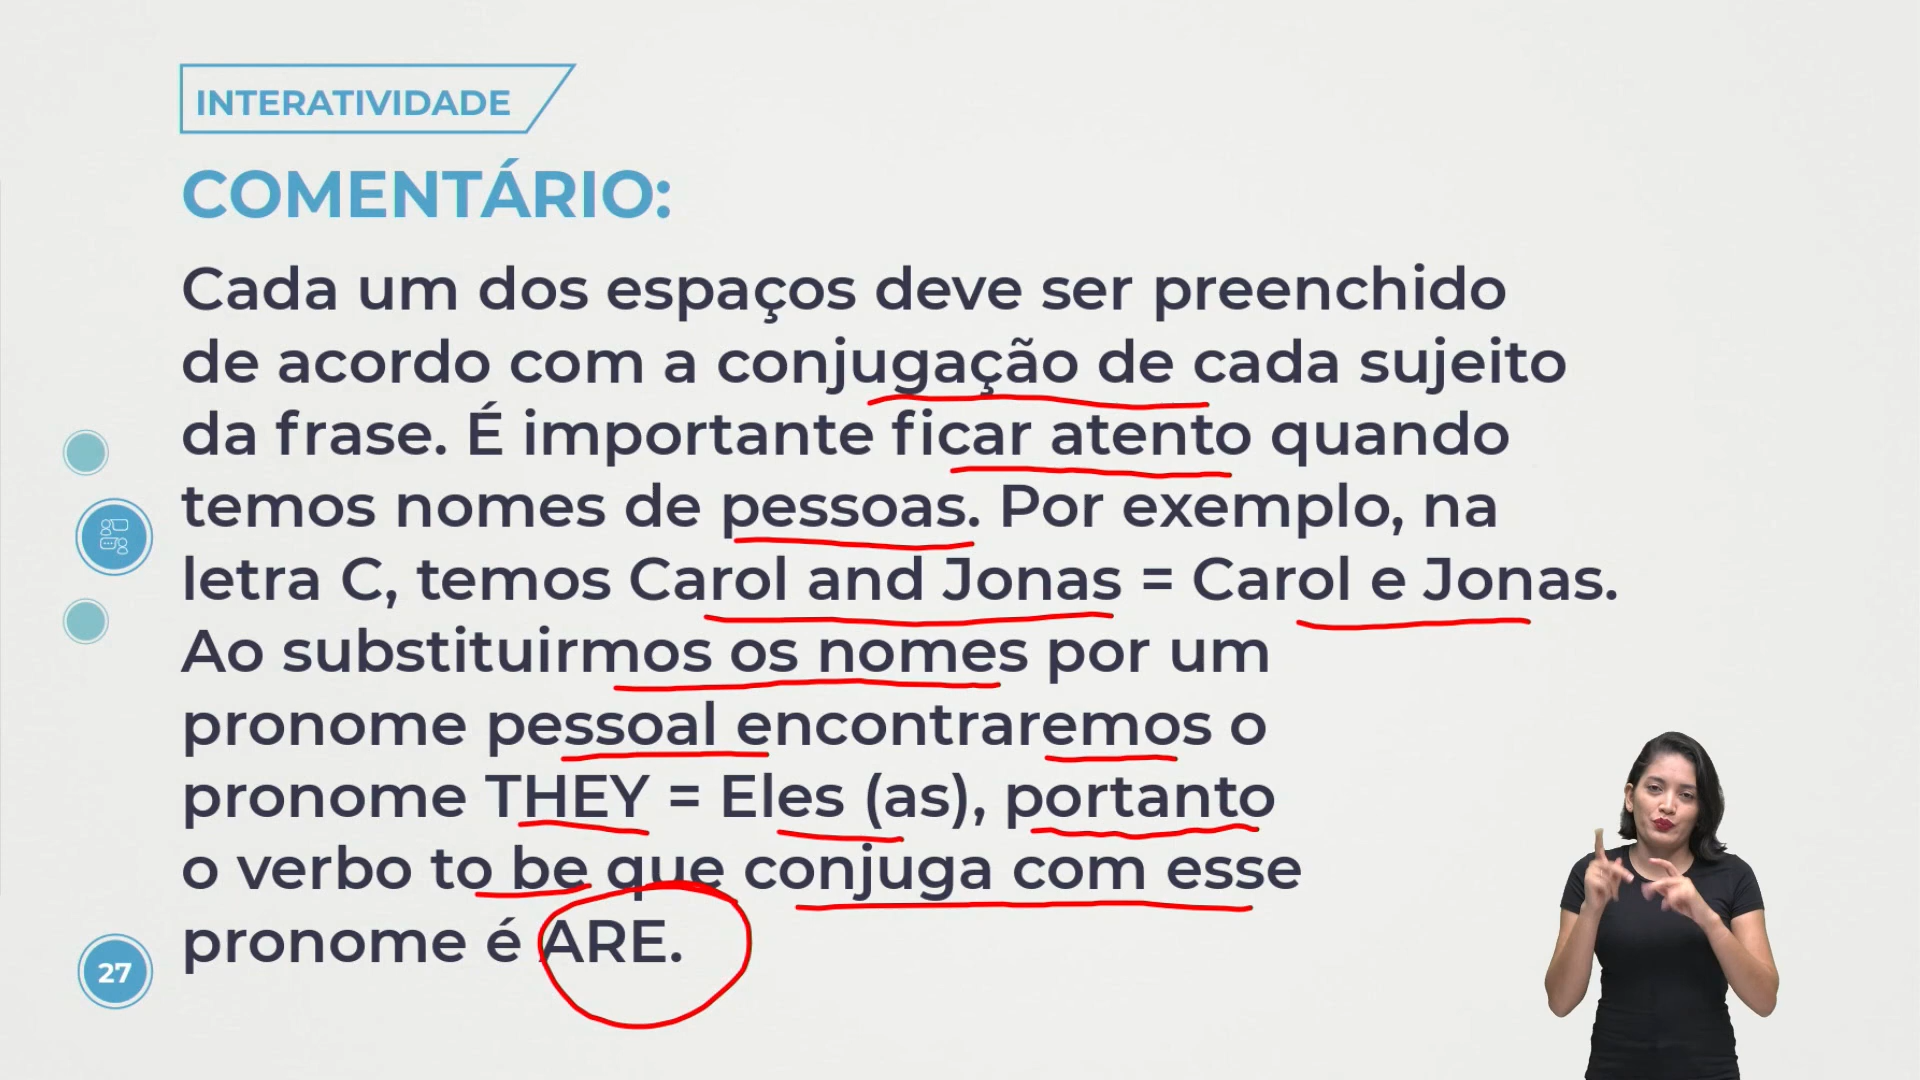 INTERATIVIDADE
COMENTÁRIO:
Cada um dos espaços deve ser preenchido
de acordo com a conjugação de cada sujeito
da frase. É importante ficar atento quando
temos nomes de pessoas. Por exemplo, na
letra C, temos Carol and Jonas = Carol e Jonas.
Ao substituirmos os nomes por um
pronome pessoal encontraremos o
pronome THEY = Eles (as), portanto
o verbo to be que conjuga com esse
pronome é ARE.
27